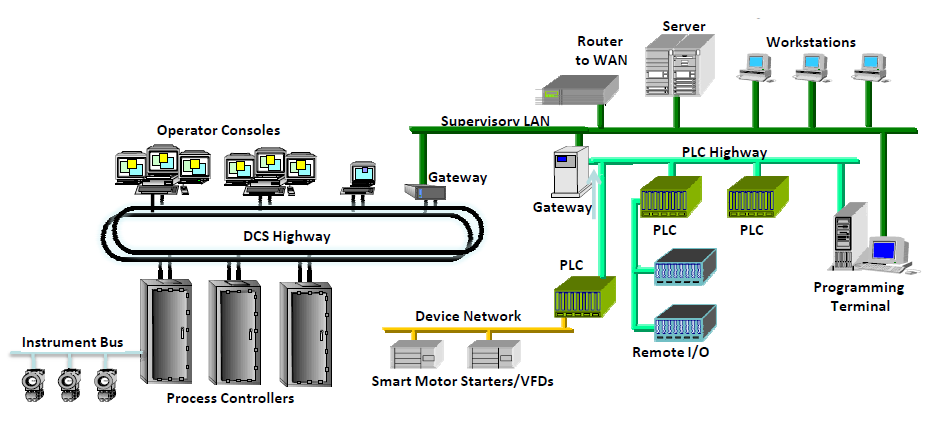 Server
Router
to WAN
Workstations
Supervisory LAN
Operator Consoles
PLC Highway
Gateway
Gateway
DCS Highway
PLC
PLC
PLC
Programming
Terminal
Device Network
Instrument Bus
Remote I/O
Smart Motor Starters/VFDs
Process Controllers